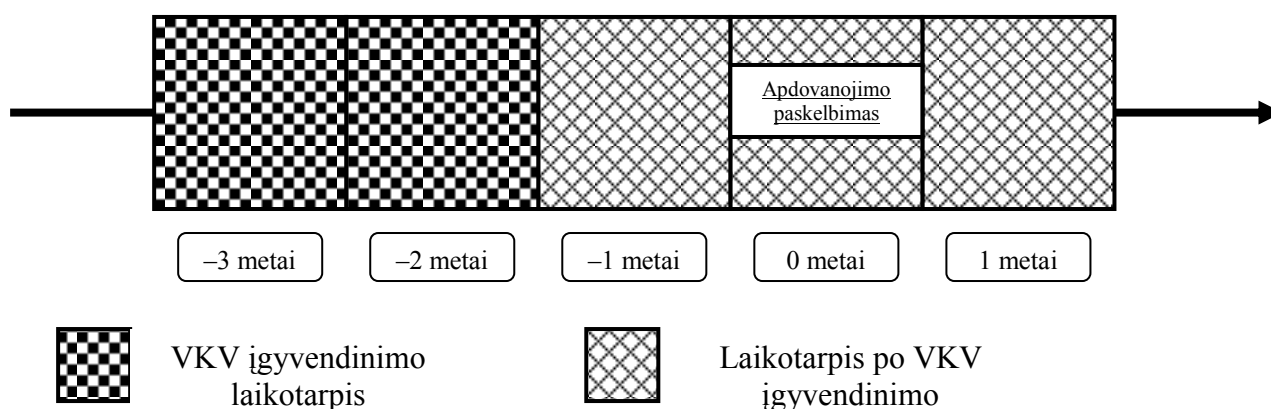 Apdovanojimo
paskelbimas
–3 metai
–2 metai
–1 metai
0 metai
1 metai
VKV įgyvendinimo
laikotarpis
Laikotarpis po VKV
įgyvendinimo